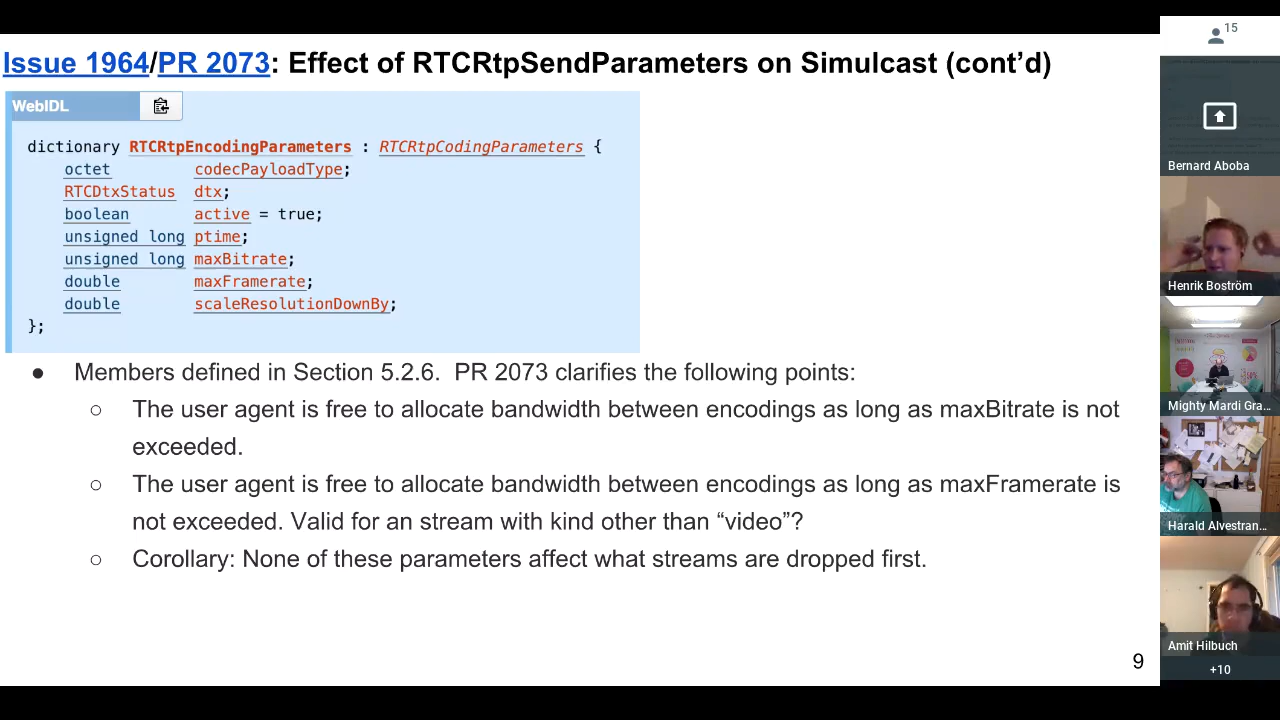 Issue 1964/PR 2073: Effect of RTCRtpSendParameters on Simulcast (cont’d)
WebIDL
dictionary RTCRtpEncodingParameters : RTCRtpCodingParameters {
octet codecPayloadType;
RTCDtxStatus dtx;
boolean active = true;
unsigned long ptime;
unsigned long maxBitrate;
double maxFramerate;
double scaleResolutionDownBy;
};
● Members defined in Section 5.2.6. PR 2073 clarifies the following points:
○ The user agent is free to allocate bandwidth between encodings as long as maxBitrate is not
exceeded.
○ The user agent is free to allocate bandwidth between encodings as long as maxFramerate is
not exceeded. Valid for an stream with kind other than “video”?
○ Corollary: None of these parameters affect what streams are dropped first.
9
15
Bernard Aboba
Henrik Boström
Mighty Mardi Gra...
Harald Alvestran...
Amit Hilbuch
+10